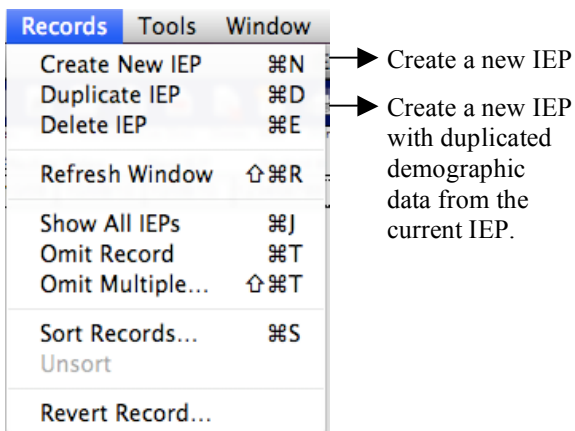 Records Tools Window
Create New IEP ⌘N
Duplicate IEP ⌘D
Delete IEP ⌘E
Refresh Window ⇧⌘R
Show All IEPs ⌘J
Omit Record ⌘T
Omit Multiple... ⇧⌘T
Sort Records... ⌘S
Unsort
Revert Record...
Create a new IEP
Create a new IEP
with duplicated
demographic
data from the
current IEP.